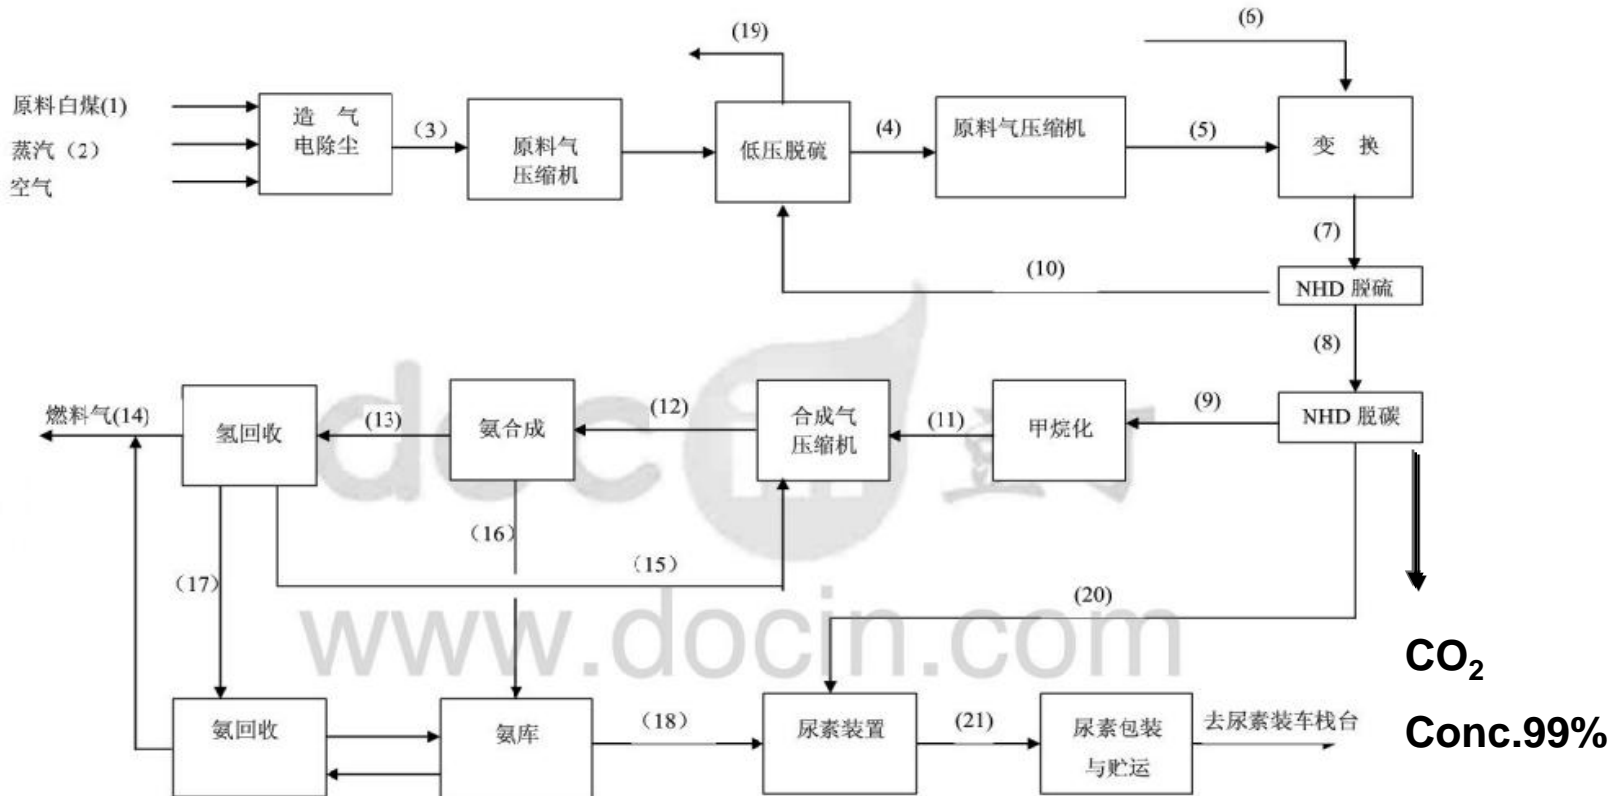 (19)
(6)
原料白煤(1)
蒸汽（2）
空气
造 气
电除尘
（3）
原料气
压缩机
低压脱硫
(4)
原料气压缩机
(5)
变 换
(7)
(10)
NHD 脱硫
(8)
燃料气(14)
氢回收
(13)
氨合成
(12)
合成气
压缩机
(11)
甲烷化
(9)
NHD 脱碳
docin
（16）
（17）
（15）
(20)
www.docin.com
CO₂
Conc.99%
氨回收
氨库
（18）
尿素装置
(21)
尿素包装
与贮运
去尿素装车栈台